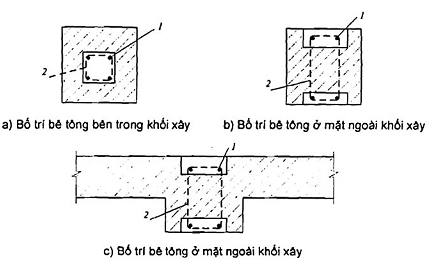 1
2
a) Bố trí bê tông bên trong khối xây
1
2
b) Bố trí bê tông ở mặt ngoài khối xây
1
2
c) Bố trí bê tông ở mặt ngoài khối xây